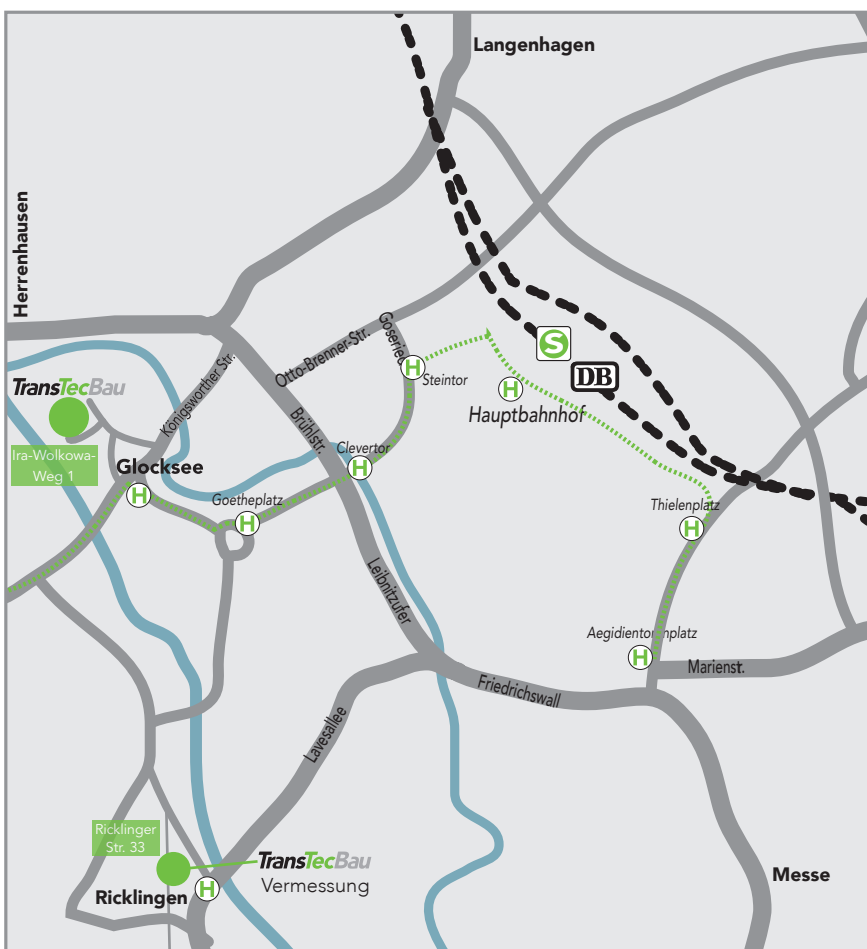 Langenhagen
Herrenhausen
Otto-Brenner-Str.
Goseriede
S
DB
H
Steintor
H
Hauptbahnhof
TransTecBau
Königsworther Str.
Brühlstr.
Ira-Wolkowa-
Weg 1
Glocksee
H
Clevertor
H
Goetheplatz
H
Thielenplatz
H
Leibnitzufer
Aegidientorplatz
H
Marienst.
Friedrichswall
Lavesallee
Ricklinger
Str. 33
TransTecBau
Vermessung
Ricklingen
H
Messe